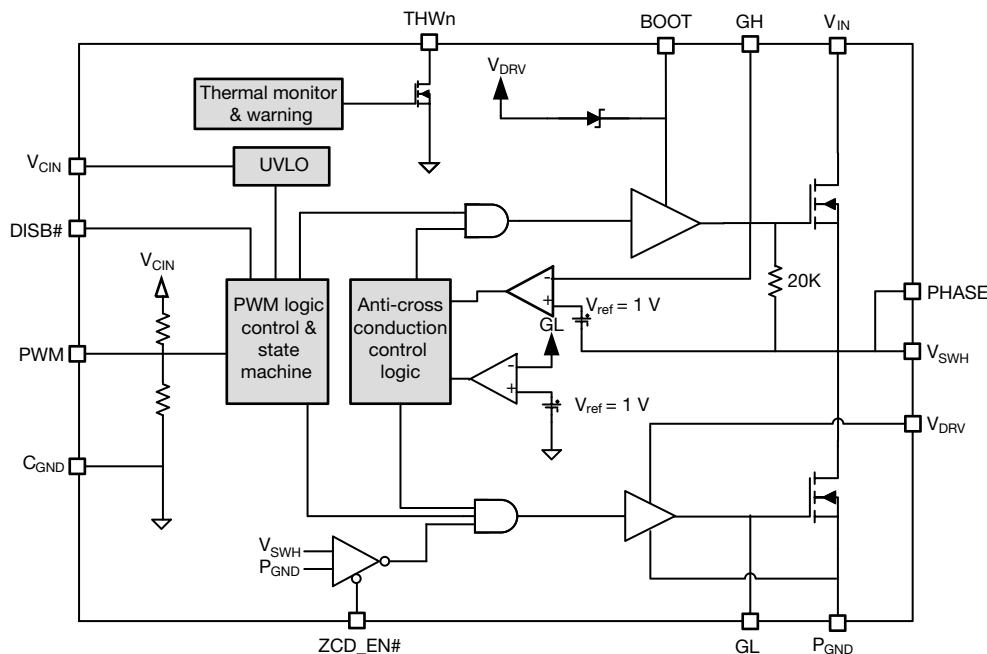 THWn
BOOT
GH
VIN
VDRV
Thermal monitor
& warning
VCIN
UVLO
DISB#
VCIN
PWM logic
control &
state
machine
Anti-cross
conduction
control
logic
-
+
Vref = 1 V
20K
PHASE
GL
PWM
VSWH
-
+
Vref = 1 V
VDRV
CGND
VSWH
PGND
ZCD_EN#
GL
PGND